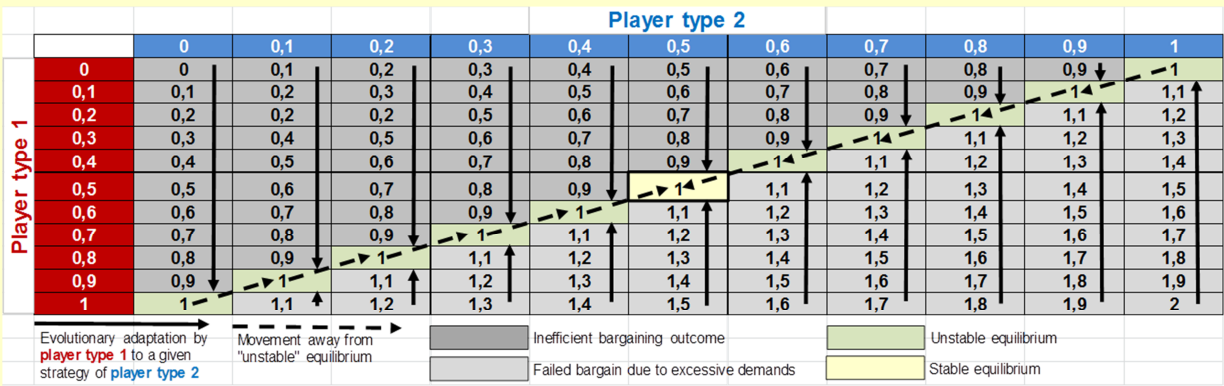 Player type 2
0 0,1 0,2 0,3 0,4 0,5 0,6 0,7 0,8 0,9 1
Player type 1
0 0 0,1 0,2 0,3 0,4 0,5 0,6 0,7 0,8 0,9 1
0,1 0,1 0,2 0,3 0,4 0,5 0,6 0,7 0,8 0,9 1 1,1
0,2 0,2 0,2 0,2 0,5 0,6 0,7 0,8 0,9 1 1,1 1,2
0,3 0,3 0,4 0,5 0,6 0,7 0,8 0,9 1 1,1 1,2 1,3
0,4 0,4 0,5 0,6 0,7 0,8 0,9 1 1,1 1,2 1,3 1,4
0,5 0,5 0,6 0,7 0,8 0,9 1 1,1 1,2 1,3 1,4 1,5
0,6 0,6 0,7 0,8 0,9 1 1,1 1,2 1,3 1,4 1,5 1,6
0,7 0,7 0,8 0,9 1 1,1 1,2 1,3 1,4 1,5 1,6 1,7
0,8 0,8 0,9 1 1,1 1,2 1,3 1,4 1,5 1,6 1,7 1,8
0,9 0,9 1 1,1 1,2 1,3 1,4 1,5 1,6 1,7 1,8 1,9
1 1 1,1 1,2 1,3 1,4 1,5 1,6 1,7 1,8 1,9 2
Evolutionary adaptation by
player type 1 to a given
strategy of player type 2
Movement away from
"unstable" equilibrium
Inefficient bargaining outcome
Failed bargain due to excessive demands
Unstable equilibrium
Stable equilibrium